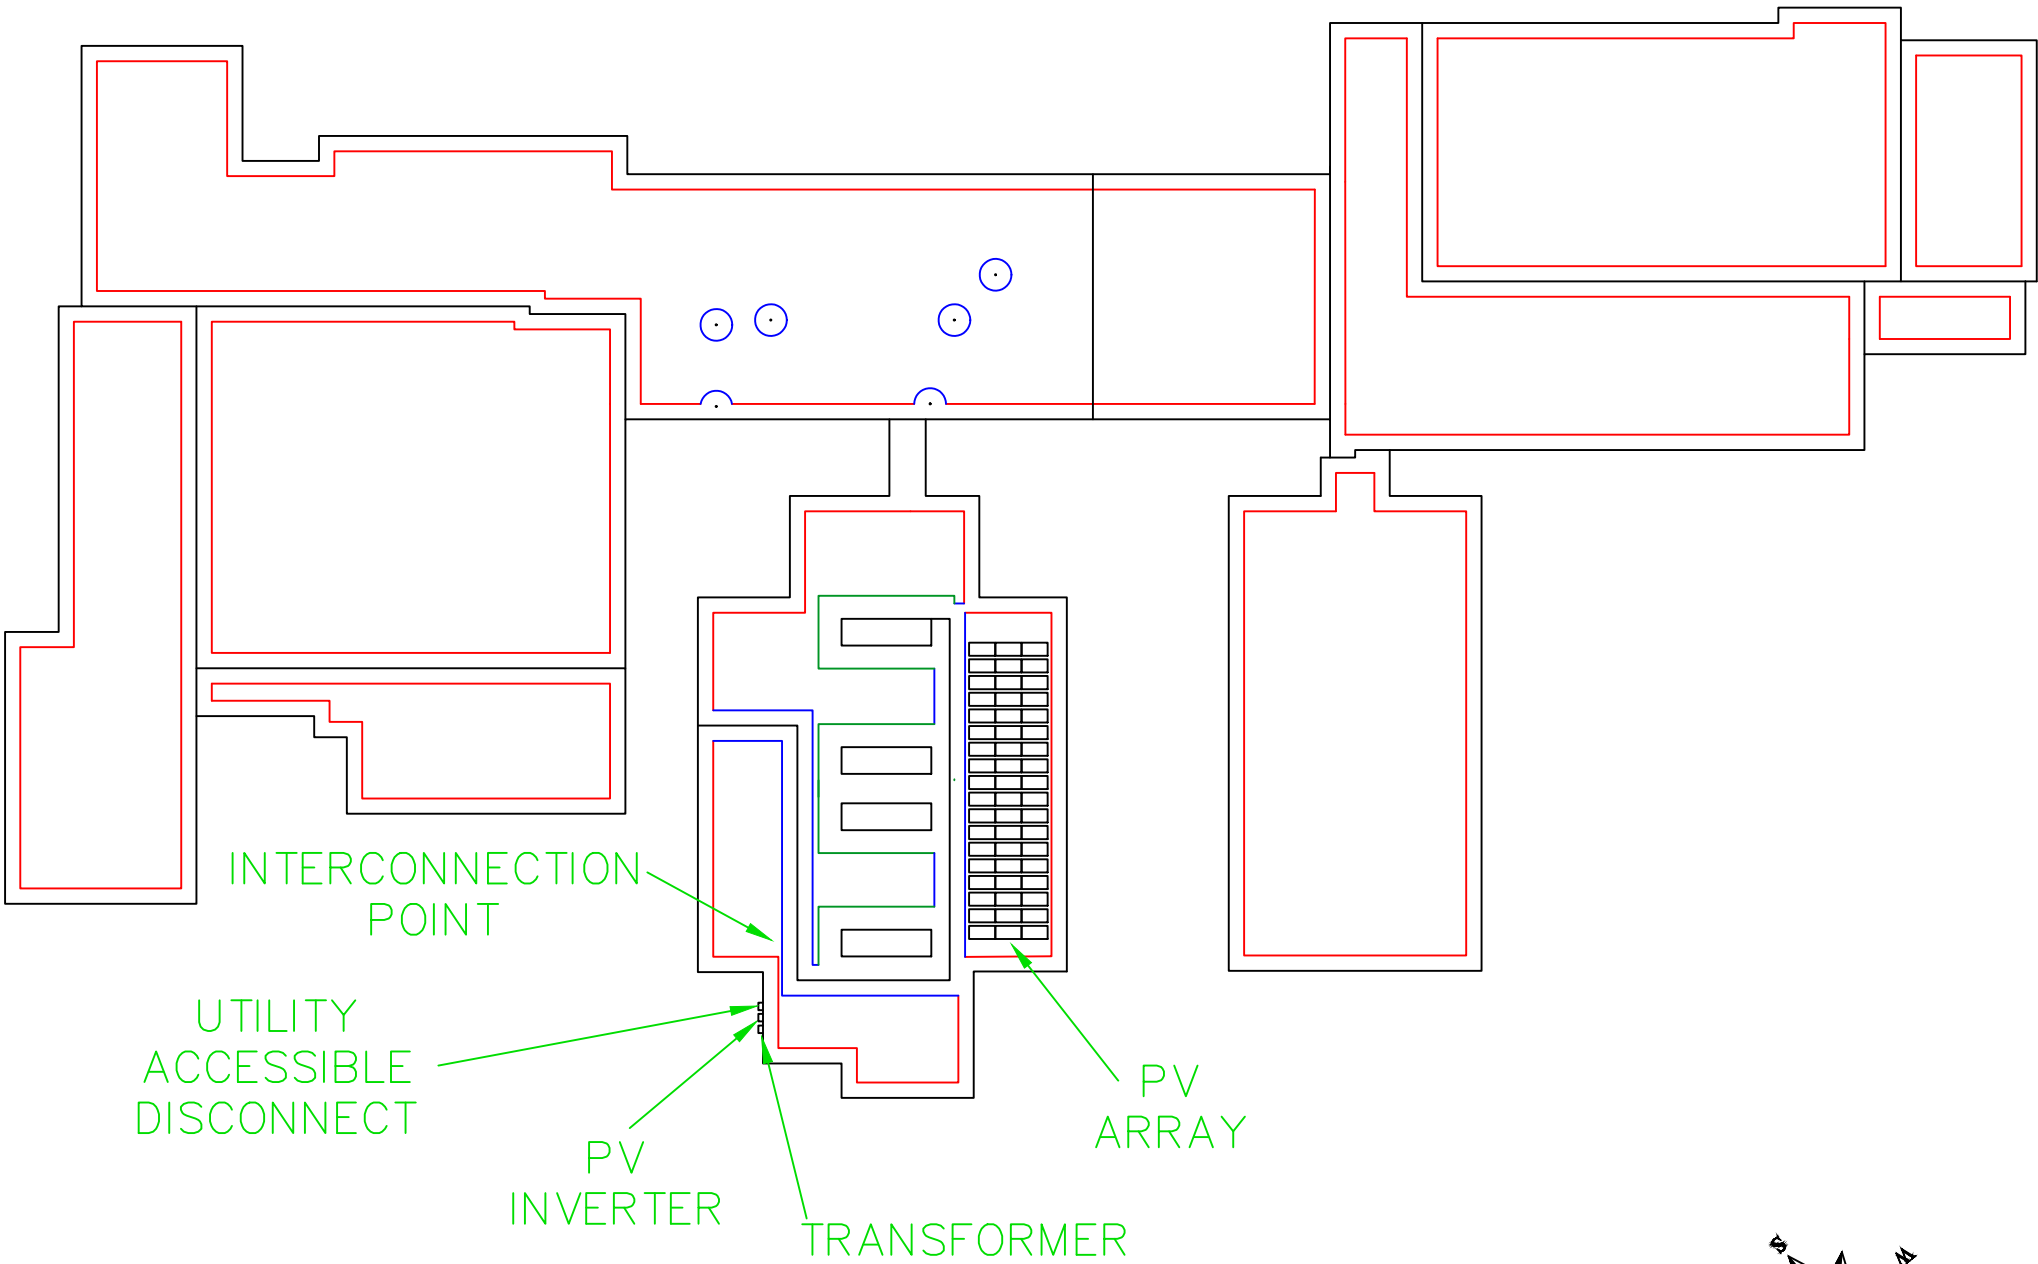 INTERCONNECTION
POINT
UTILITY
ACCESSIBLE
DISCONNECT
PV
ARRAY
PV
INVERTER
TRANSFORMER
S
W